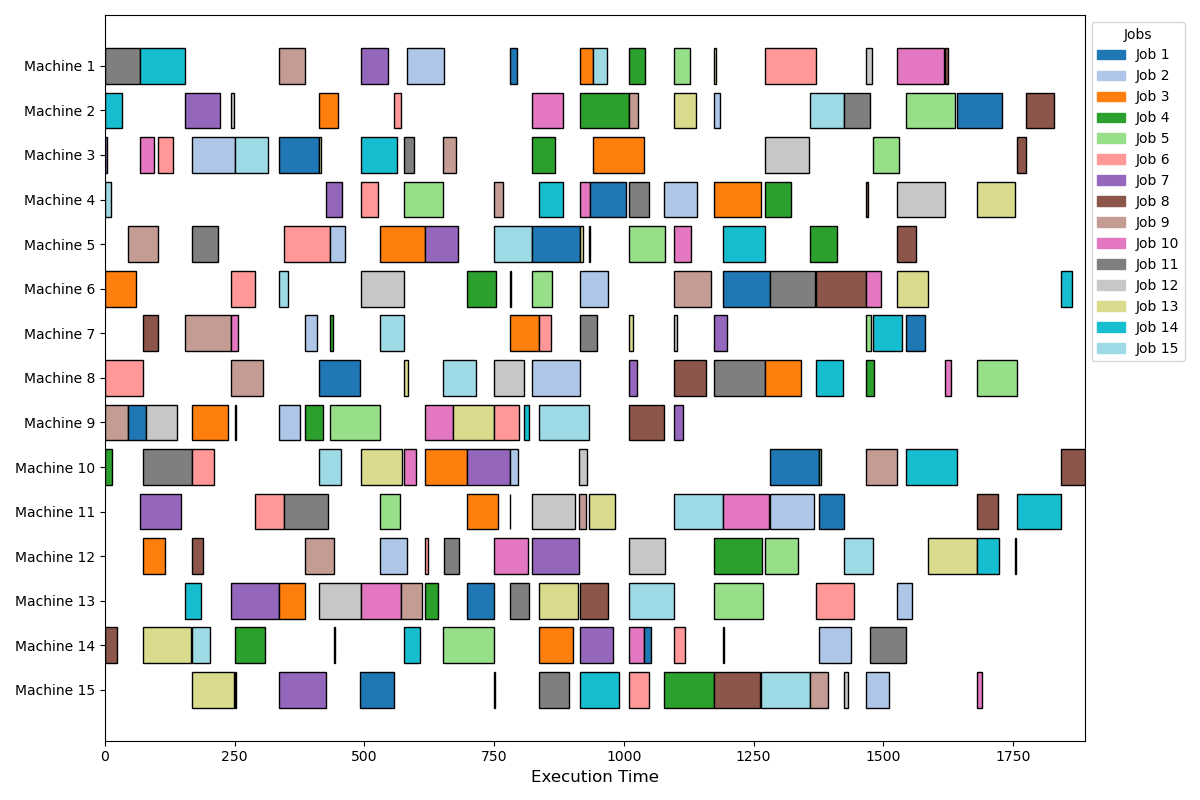 Machine 1
Machine 2
Machine 3
Machine 4
Machine 5
Machine 6
Machine 7
Machine 8
Machine 9
Machine 10
Machine 11
Machine 12
Machine 13
Machine 14
Machine 15
0 250 500 750 1000 1250 1500 1750
Execution Time
Jobs
Job 1
Job 2
Job 3
Job 4
Job 5
Job 6
Job 7
Job 8
Job 9
Job 10
Job 11
Job 12
Job 13
Job 14
Job 15